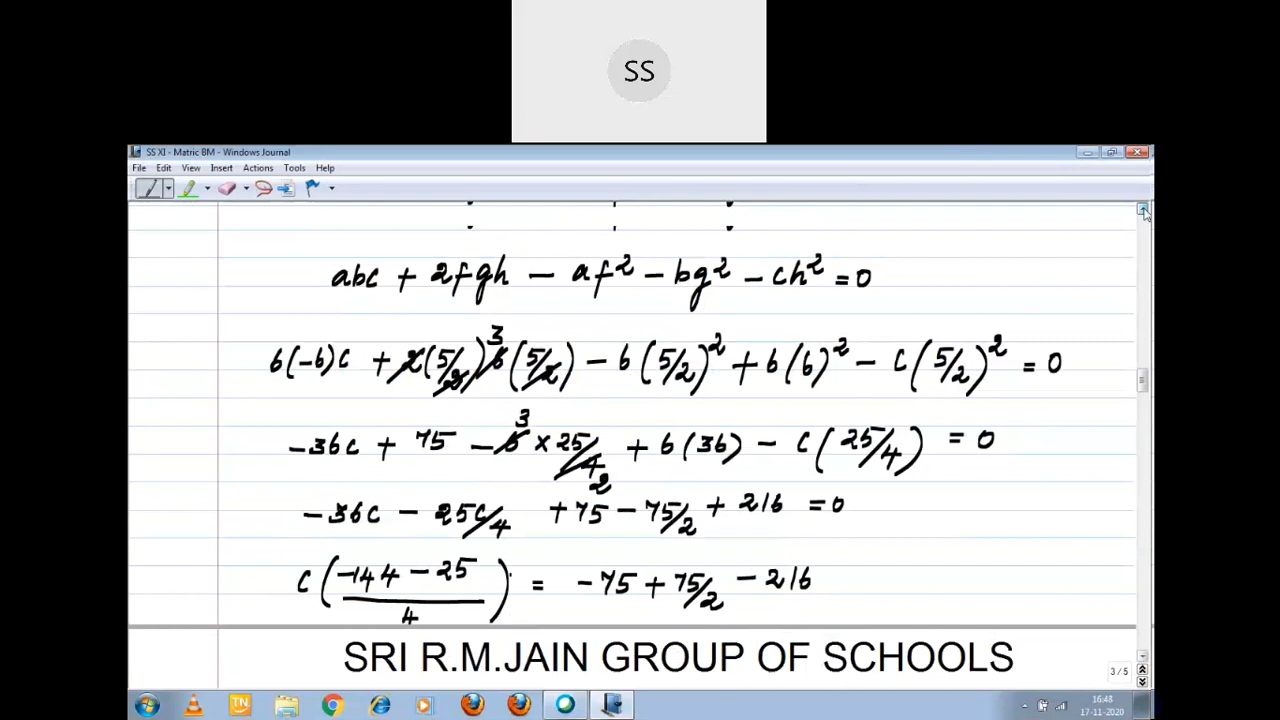 SS
SS XI - Matric BM - Windows Journal
File Edit View Insert Actions Tools Help
abc + 2fgh - af² - bg² - ch² = 0
6(-6)c + 2(5/2) 6 3 (5/2) - 6(5/2)² + 6(6)² - c(5/2)² = 0
-36c + 75 - 6 3 × 25/4 2 + 6(36) - c(25/4) = 0
-36c - 25c/4 + 75 - 75/2 + 216 = 0
c(-144 - 25 / 4) = -75 + 75/2 - 216
SRI R.M.JAIN GROUP OF SCHOOLS
3/5
TN
16:48
17-11-2020